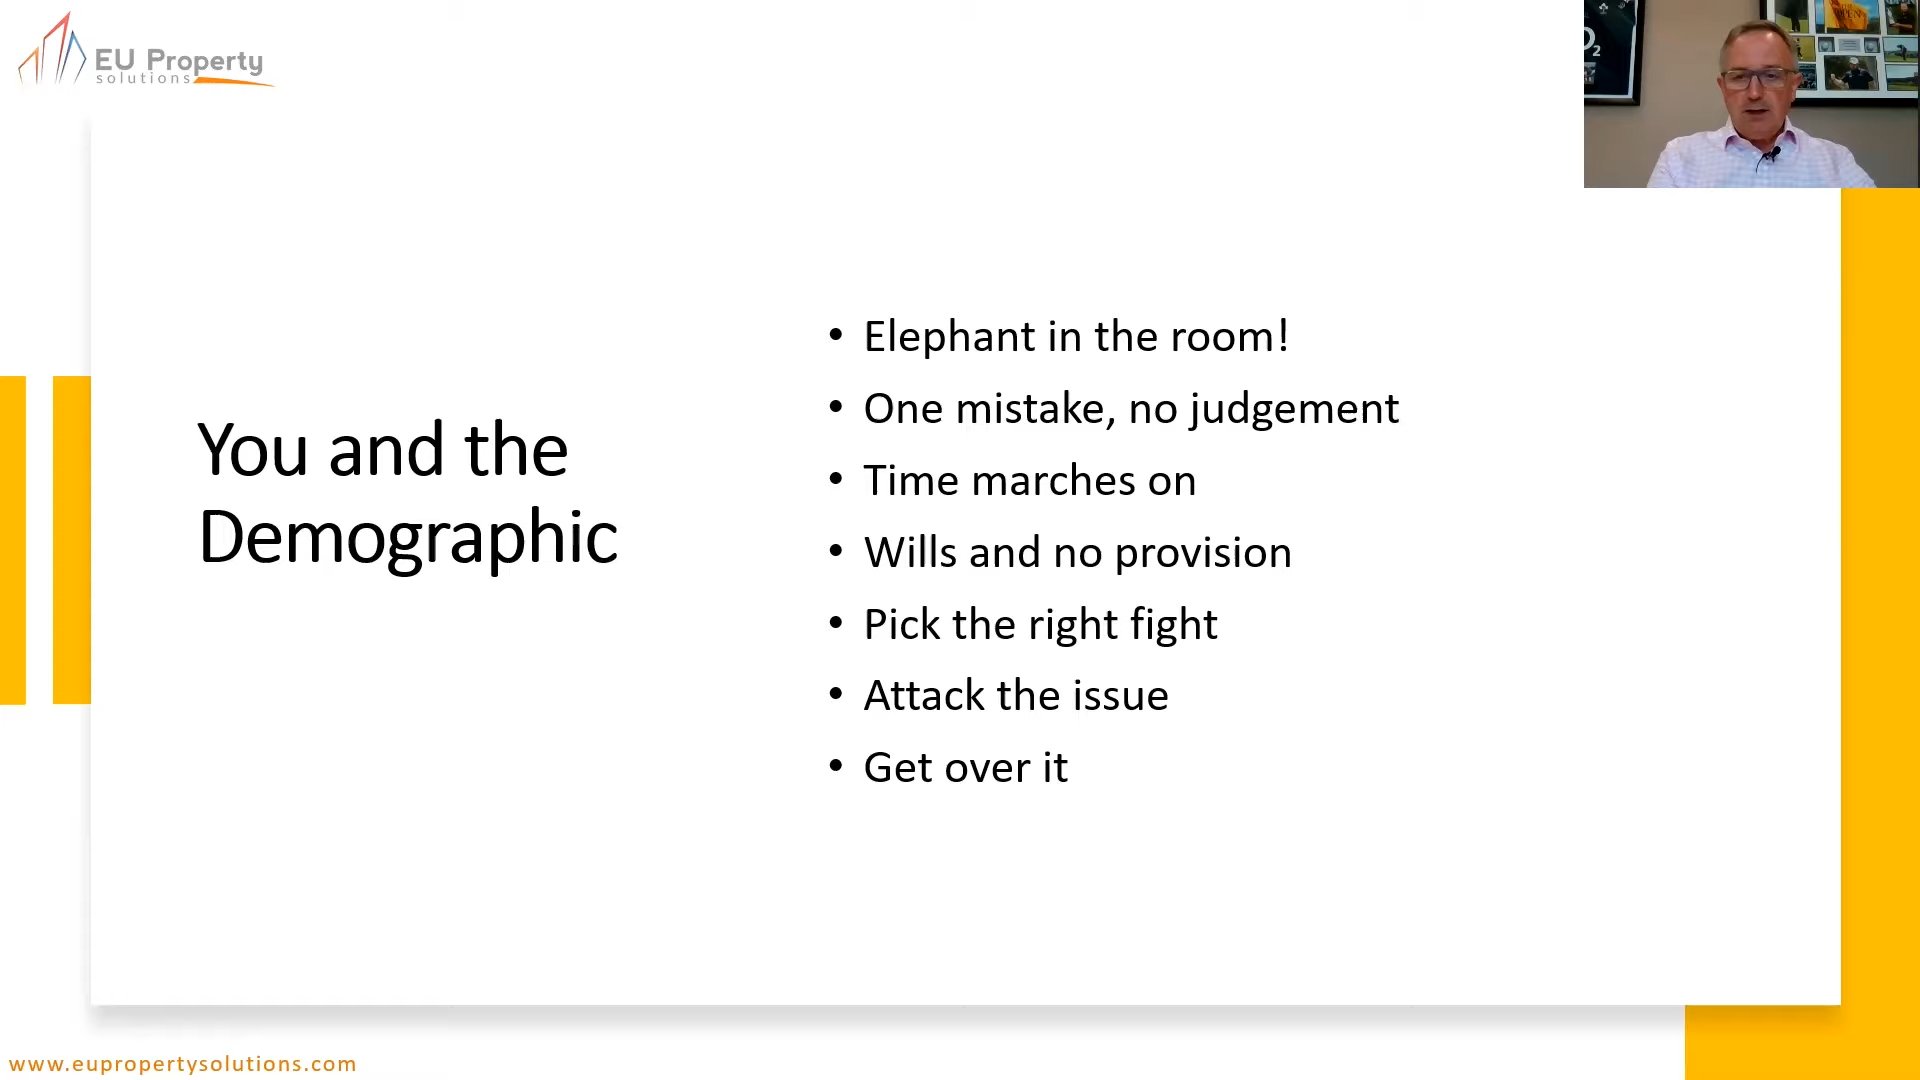 EU Property
solutions
You and the
Demographic
• Elephant in the room!
• One mistake, no judgement
• Time marches on
• Wills and no provision
• Pick the right fight
• Attack the issue
• Get over it
www.eupropertysolutions.com